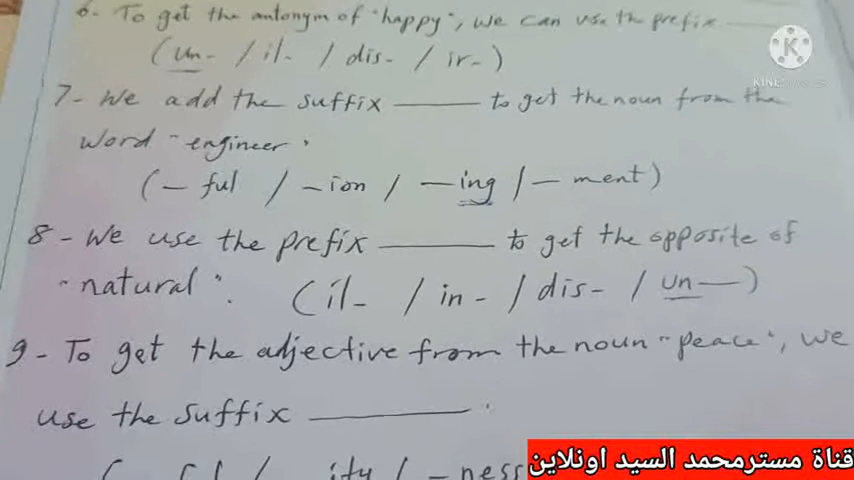 6- To get the antonym of "happy", we can use the prefix ———
(un- / il- / dis- / ir-)
7- We add the suffix ——— to get the noun from the
word "engineer".
(- ful / - ion / - ing / - ment)
8- We use the prefix ——— to get the opposite of
"natural". (il- / in- / dis- / un-)
9- To get the adjective from the noun "peace", we
use the suffix ———.
ity / - ness
K
قناة مسترمحمد السيد اونلاين